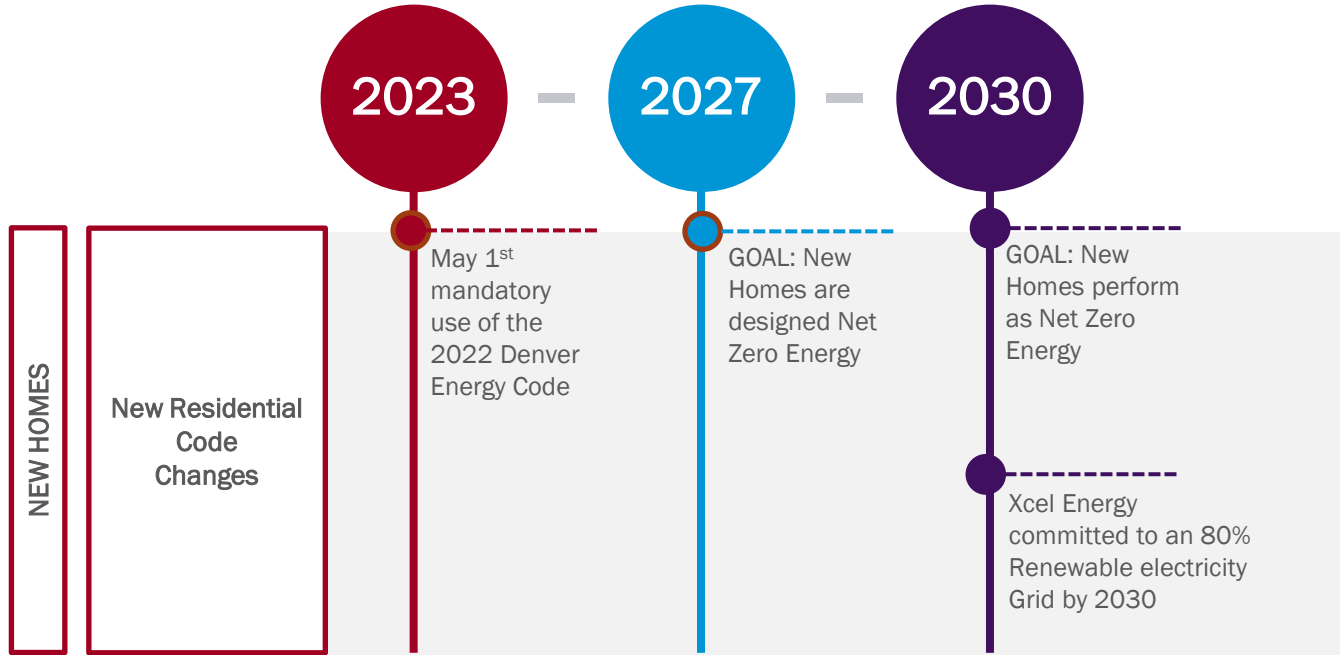 2023
2027
2030
NEW HOMES
New Residential
Code
Changes
May 1st
mandatory
use of the
2022 Denver
Energy Code
GOAL: New
Homes are
designed Net
Zero Energy
GOAL: New
Homes perform
as Net Zero
Energy
Xcel Energy
committed to an 80%
Renewable electricity
Grid by 2030